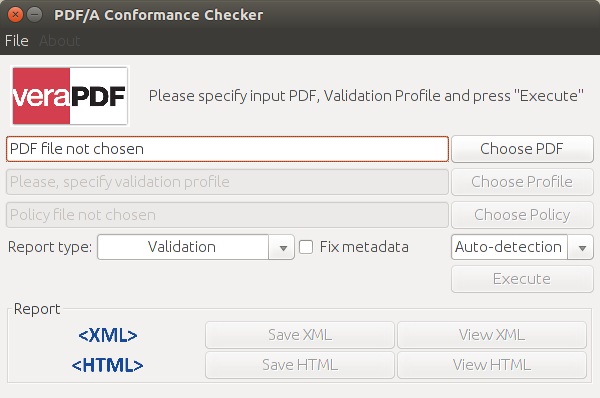 PDF/A Conformance Checker
File About
veraPDF
Please specify input PDF, Validation Profile and press "Execute"
PDF file not chosen Choose PDF
Please, specify validation profile Choose Profile
Policy file not chosen Choose Policy
Report type: Validation Fix metadata Auto-detection
Execute
Report
<XML> Save XML View XML
<HTML> Save HTML View HTML